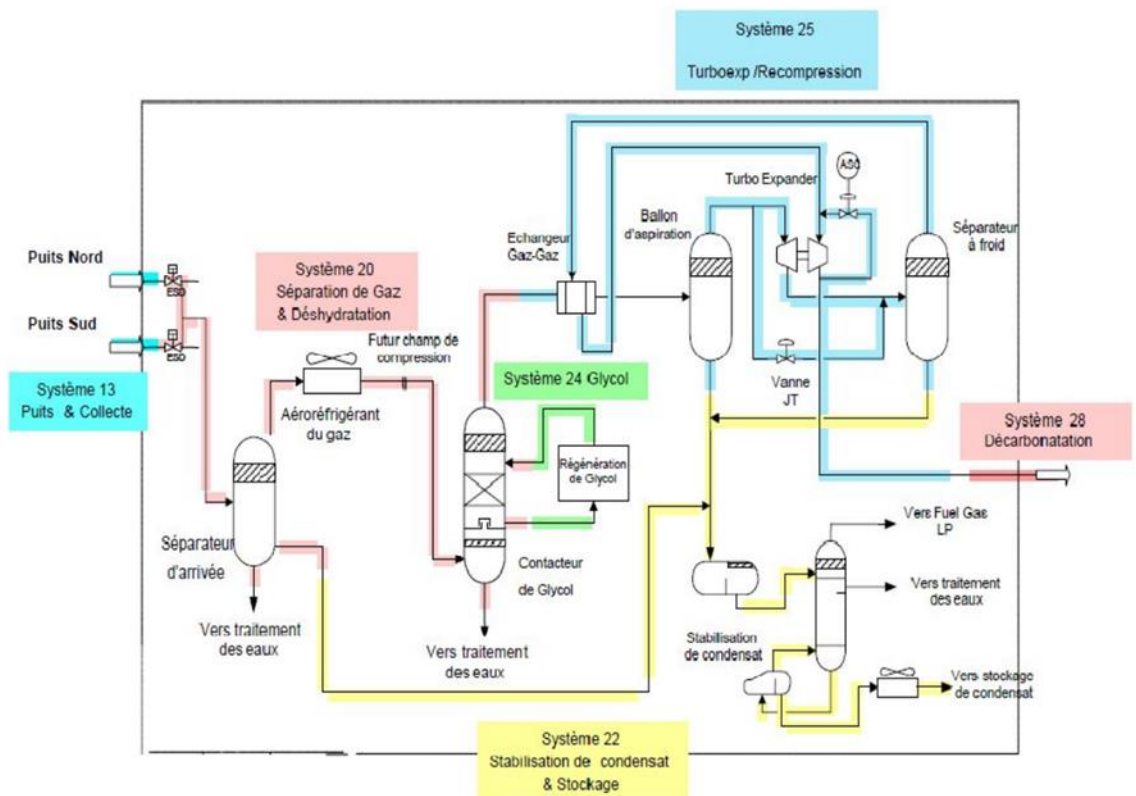 Système 25
Turboexp /Recompression
Turbo Expander
ASC
Ballon
d'aspiration
Séparateur
à froid
Echangeur
Gaz-Gaz
Puits Nord
ESD
Puits Sud
ESD
Système 20
Séparation de Gaz
& Déshydratation
Futur champ de
compression
Système 13
Puits & Collecte
Aéroréfrigérant
du gaz
Système 24 Glycol
Régénération
de Glycol
Vanne
JT
Système 28
Décarbonatation
Séparateur
d'arrivée
Contacteur
de Glycol
Vers traitement
des eaux
Vers traitement
des eaux
Vers Fuel Gas
LP
Vers traitement
des eaux
Stabilisation
de condensat
Vers stockage
de condensat
Système 22
Stabilisation de condensat
& Stockage